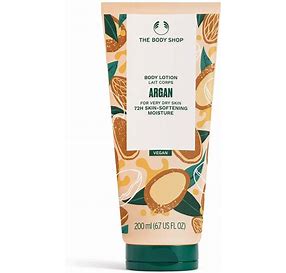 THE BODY SHOP
BODY LOTION
LAIT CORPS
ARGAN
FOR VERY DRY SKIN
72H SKIN-SOFTENING
MOISTURE
VEGAN
200 ml (6.7 US FL OZ)